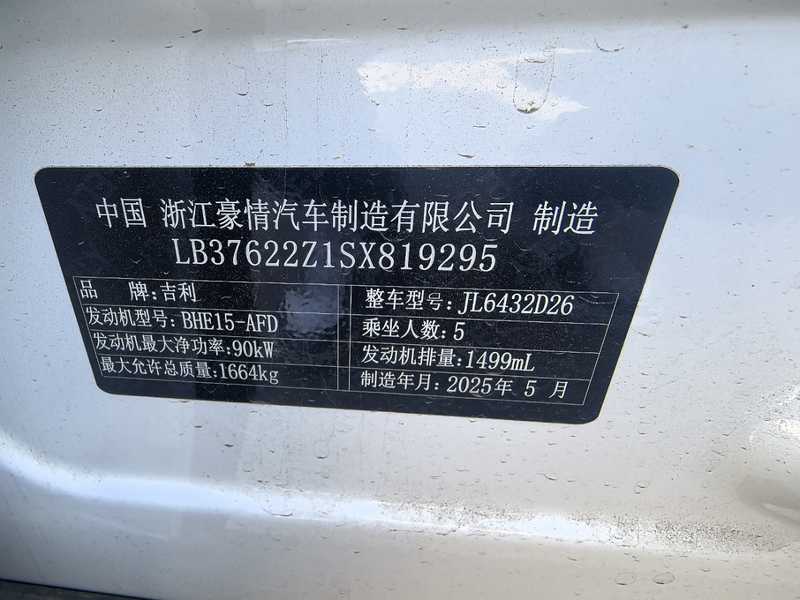 中国 浙江豪情汽车制造有限公司 制造
LB37622Z1SX819295
品 牌:吉利 整车型号:JL6432D26
发动机型号:BHE15-AFD 乘坐人数:5
发动机最大净功率:90kW 发动机排量:1499mL
最大允许总质量:1664kg 制造年月:2025年 5 月